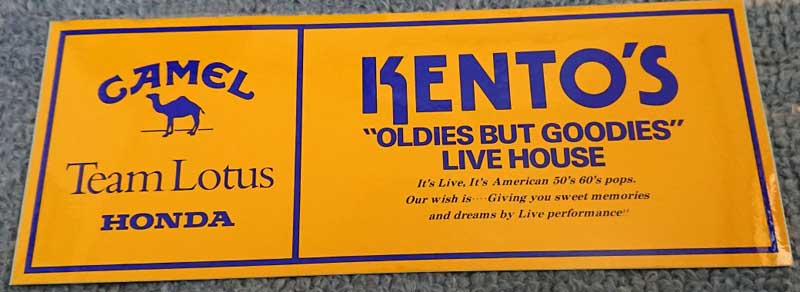 CAMEL
Team Lotus
HONDA
KENTO'S
"OLDIES BUT GOODIES"
LIVE HOUSE
It's Live, It's American 50's 60's pops.
Our wish is····Giving you sweet memories
and dreams by Live performance!!